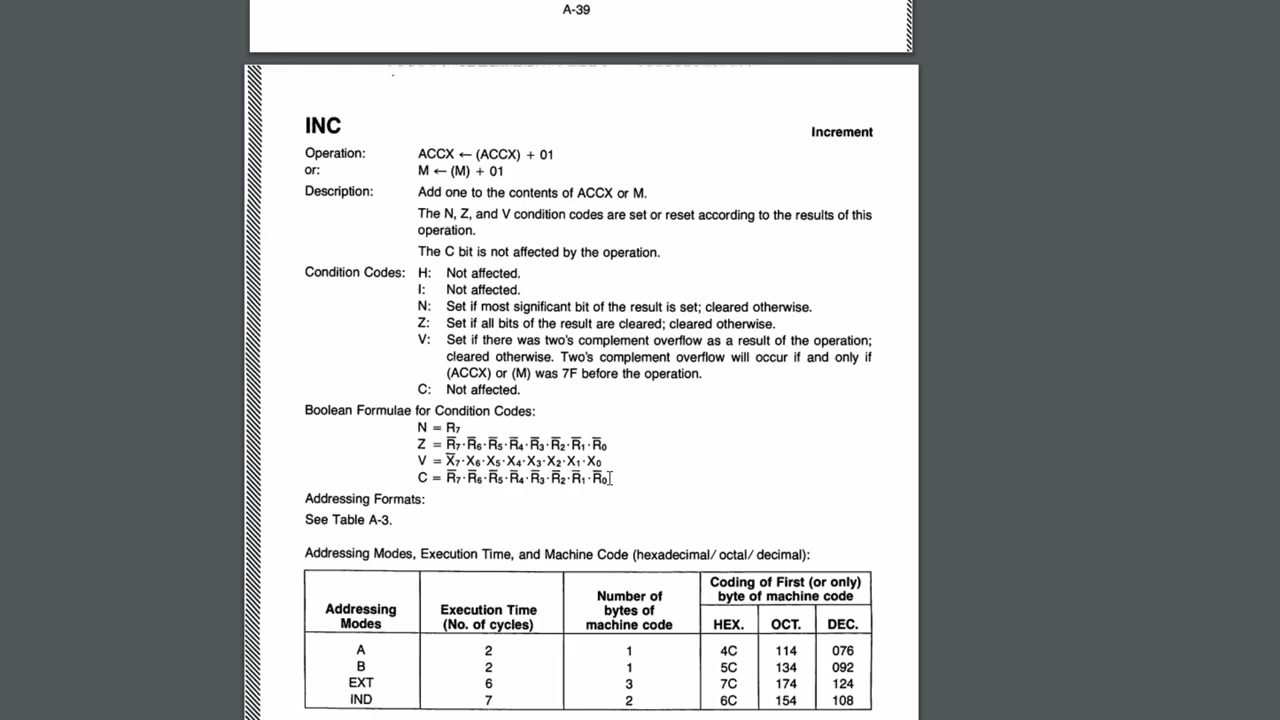 A-39
INC
Increment
Operation: ACCX ← (ACCX) + 01
or: M ← (M) + 01
Description: Add one to the contents of ACCX or M.
The N, Z, and V condition codes are set or reset according to the results of this
operation.
The C bit is not affected by the operation.
Condition Codes: H: Not affected.
I: Not affected.
N: Set if most significant bit of the result is set; cleared otherwise.
Z: Set if all bits of the result are cleared; cleared otherwise.
V: Set if there was two's complement overflow as a result of the operation;
cleared otherwise. Two's complement overflow will occur if and only if
(ACCX) or (M) was 7F before the operation.
C: Not affected.
Boolean Formulae for Condition Codes:
N = R₇
Z = R̅₇·R̅₆·R̅₅·R̅₄·R̅₃·R̅₂·R̅₁·R̅₀
V = X̅₇·X₆·X₅·X₄·X₃·X₂·X₁·X₀
C = R̅₇·R̅₆·R̅₅·R̅₄·R̅₃·R̅₂·R̅₁·R̅₀
Addressing Formats:
See Table A-3.
Addressing Modes, Execution Time, and Machine Code (hexadecimal/ octal/ decimal):
Addressing
Modes
Execution Time
(No. of cycles)
Number of
bytes of
machine code
Coding of First (or only)
byte of machine code
HEX. OCT. DEC.
A 2 1 4C 114 076
B 2 1 5C 134 092
EXT 6 3 7C 174 124
IND 7 2 6C 154 108